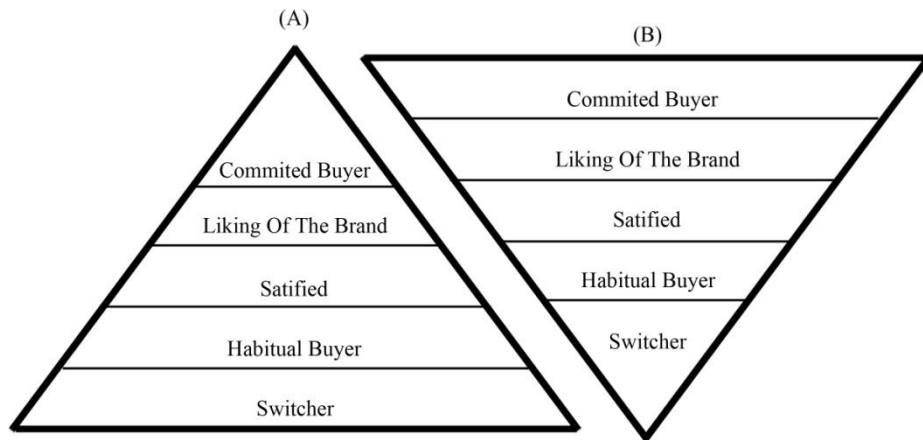 (A)
Commited Buyer
Liking Of The Brand
Satified
Habitual Buyer
Switcher
(B)
Commited Buyer
Liking Of The Brand
Satified
Habitual Buyer
Switcher